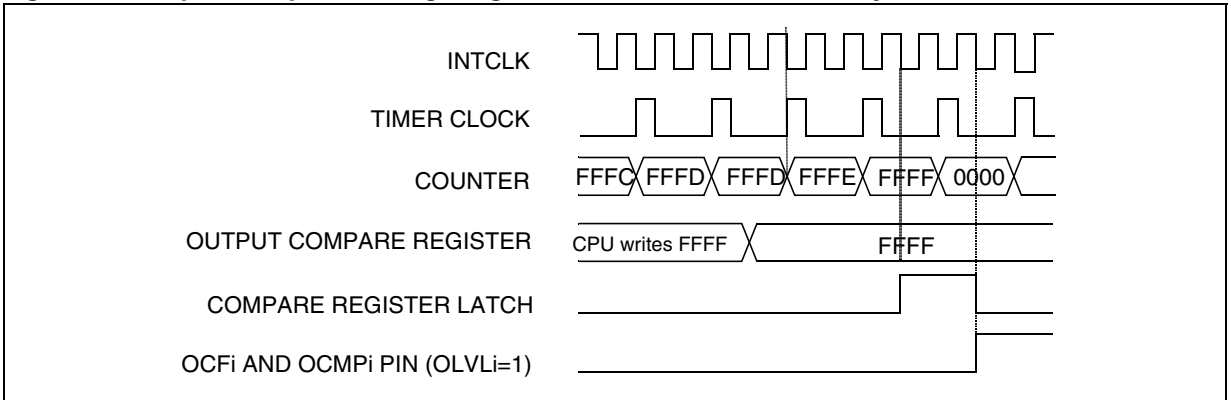 INTCLK
TIMER CLOCK
COUNTER FFFC FFFD FFFD FFFE FFFF 0000
OUTPUT COMPARE REGISTER CPU writes FFFF FFFF
COMPARE REGISTER LATCH
OCFi AND OCMPi PIN (OLVLi=1)